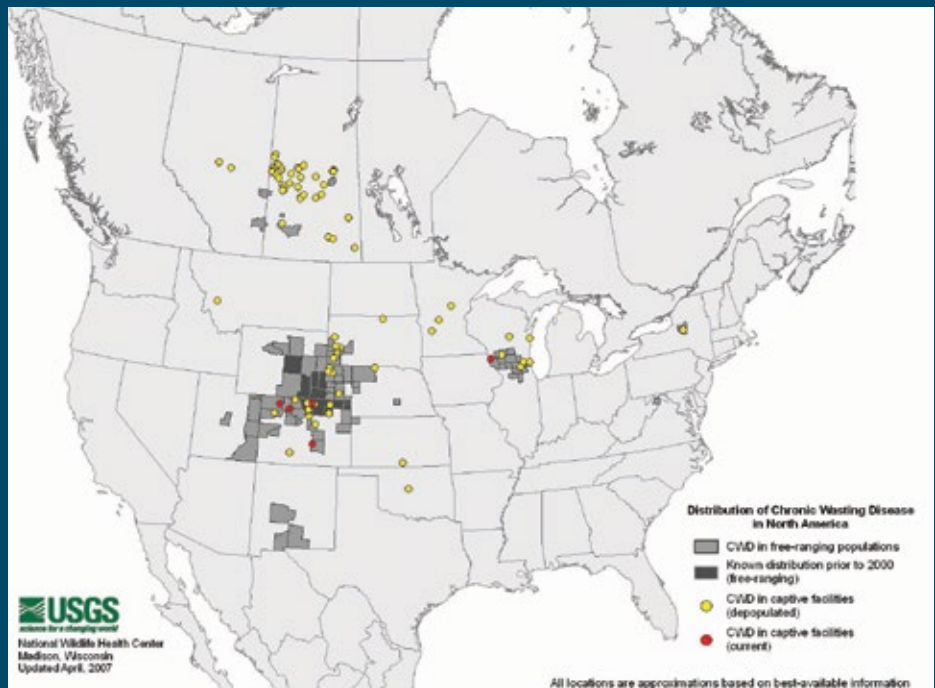 Distribution of Chronic Wasting Disease
in North America
CWD in free-ranging populations
Known distribution prior to 2000
(free-ranging)
CWD in captive facilities
(depopulated)
CWD in captive facilities
(current)
USGS
science for a changing world
National Wildlife Health Center
Madison, Wisconsin
Updated April, 2007
All locations are approximations based on best-available information